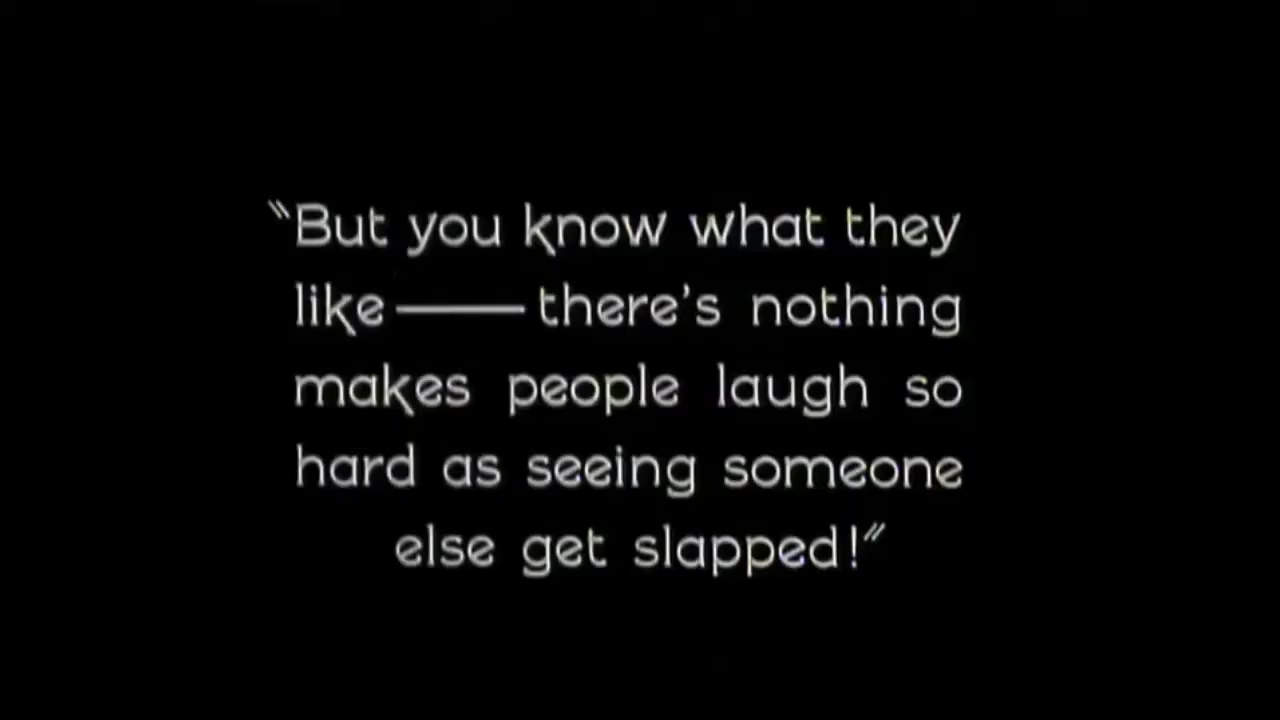 “But you know what they
like——there’s nothing
makes people laugh so
hard as seeing someone
else get slapped!”